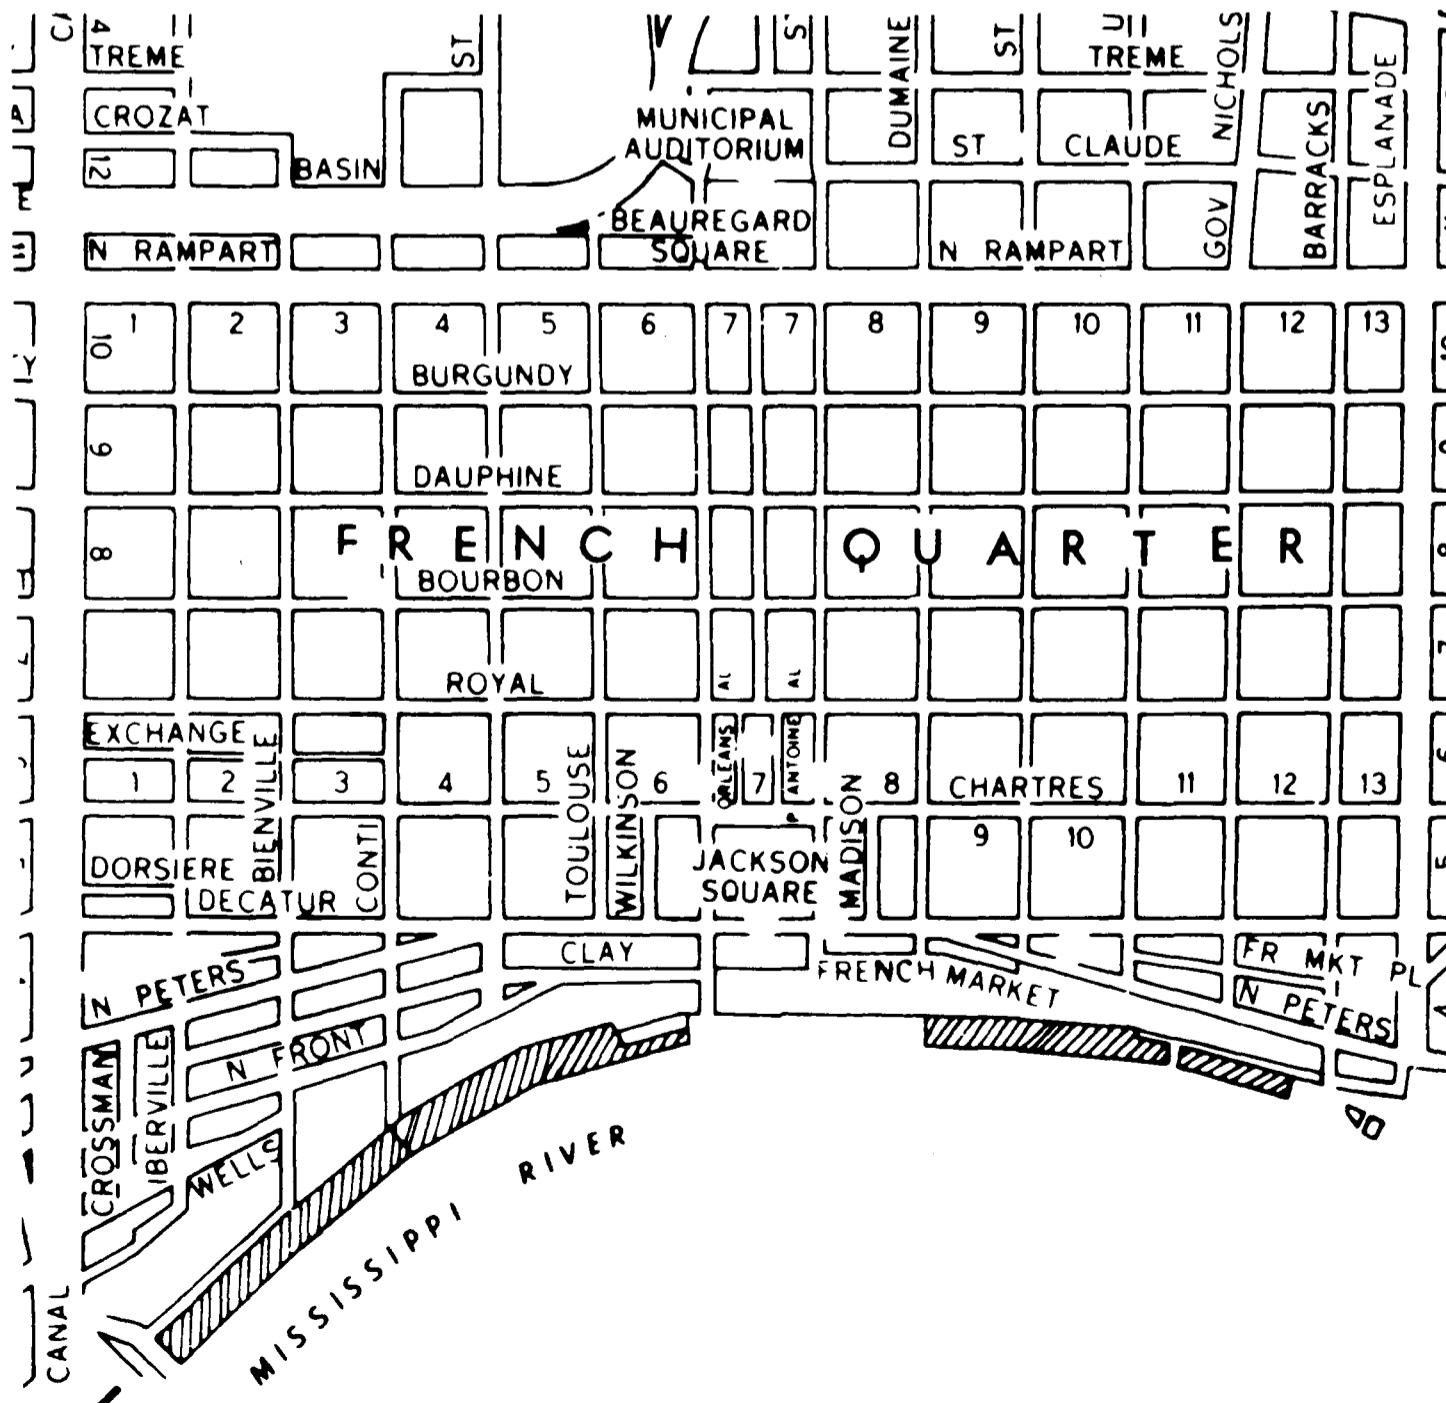 4
TREME
ST
DUMAINE
ST
TREME
NICHOLS
CROZAT
MUNICIPAL
AUDITORIUM
ST
CLAUDE
BARRACKS
ESPLANADE
12
BASIN
BEAUREGARD
SQUARE
GOV
N RAMPART
N RAMPART
1 2 3 4 5 6 7 7 8 9 10 11 12 13
10
BURGUNDY
9
DAUPHINE
FRENCH QUARTER
8
BOURBON
ROYAL
AL
AL
EXCHANGE
BIENVILLE
TOULOUSE
WILKINSON
ORLEANS
P ANTOINE
MADISON
1 2 3 4 5 6 7 8
CHARTRES
11 12 13
9 10
DORSIERE
CONTI
JACKSON
SQUARE
DECATUR
CLAY
FRENCH MARKET
FR MKT PL
N PETERS
N PETERS
N FRONT
CROSSMAN
IBERVILLE
WELLS
MISSISSIPPI RIVER
CANAL